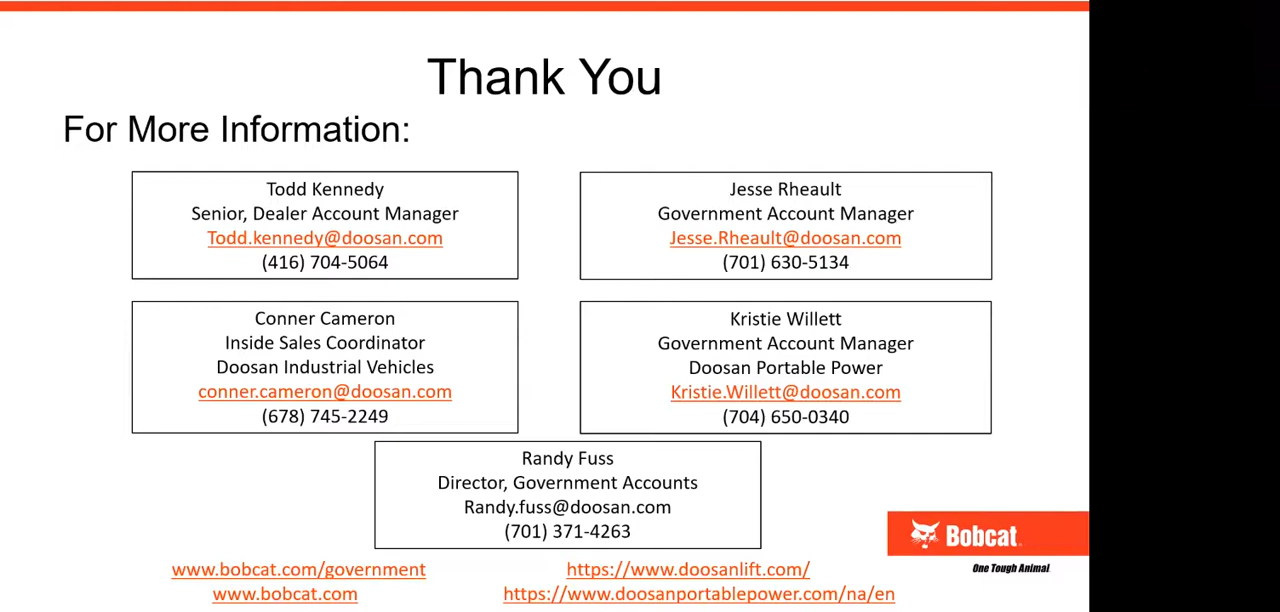 Thank You
For More Information:
Todd Kennedy
Senior, Dealer Account Manager
Todd.kennedy@doosan.com
(416) 704-5064
Jesse Rheault
Government Account Manager
Jesse.Rheault@doosan.com
(701) 630-5134
Conner Cameron
Inside Sales Coordinator
Doosan Industrial Vehicles
conner.cameron@doosan.com
(678) 745-2249
Kristie Willett
Government Account Manager
Doosan Portable Power
Kristie.Willett@doosan.com
(704) 650-0340
Randy Fuss
Director, Government Accounts
Randy.fuss@doosan.com
(701) 371-4263
Bobcat
One Tough Animal
www.bobcat.com/government
www.bobcat.com
https://www.doosanlift.com/
https://www.doosanportablepower.com/na/en